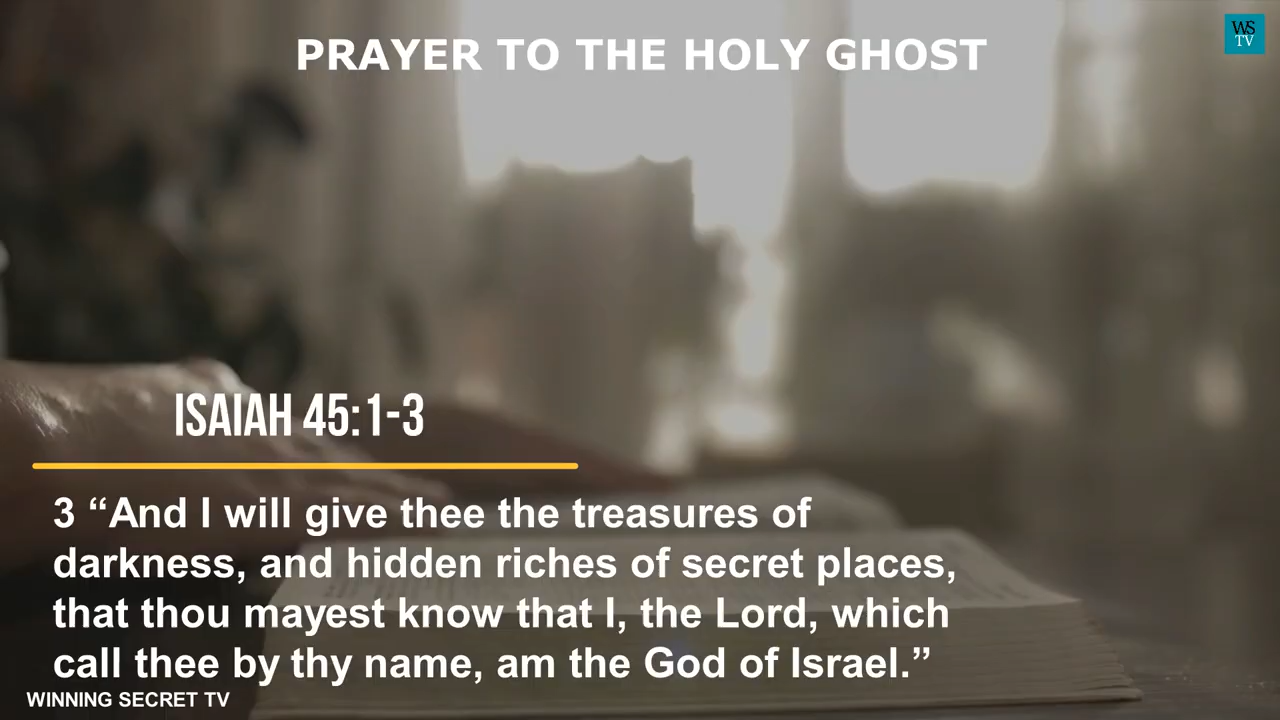 PRAYER TO THE HOLY GHOST
WS
TV
ISAIAH 45:1-3
3 “And I will give thee the treasures of
darkness, and hidden riches of secret places,
that thou mayest know that I, the Lord, which
call thee by thy name, am the God of Israel.”
WINNING SECRET TV